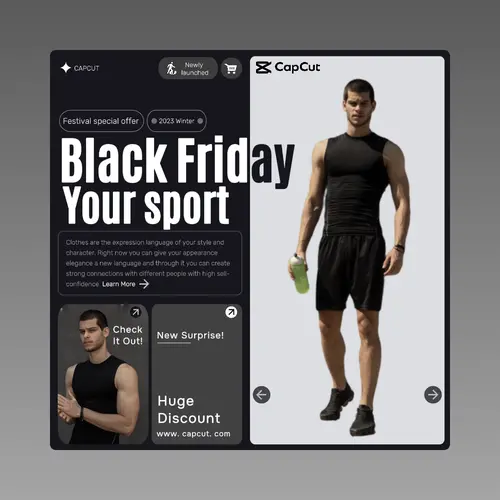 CAPCUT
Newly
launched
CapCut
Festival special offer
2023 Winter
Black Friday
Your sport
Clothes are the expression language of your style and
character. Right now you can give your appearance
elegance a new language and through it you can create
strong connections with different people with high self-
confidence Learn More
Check
It Out!
New Surprise!
Huge
Discount
www. capcut. com